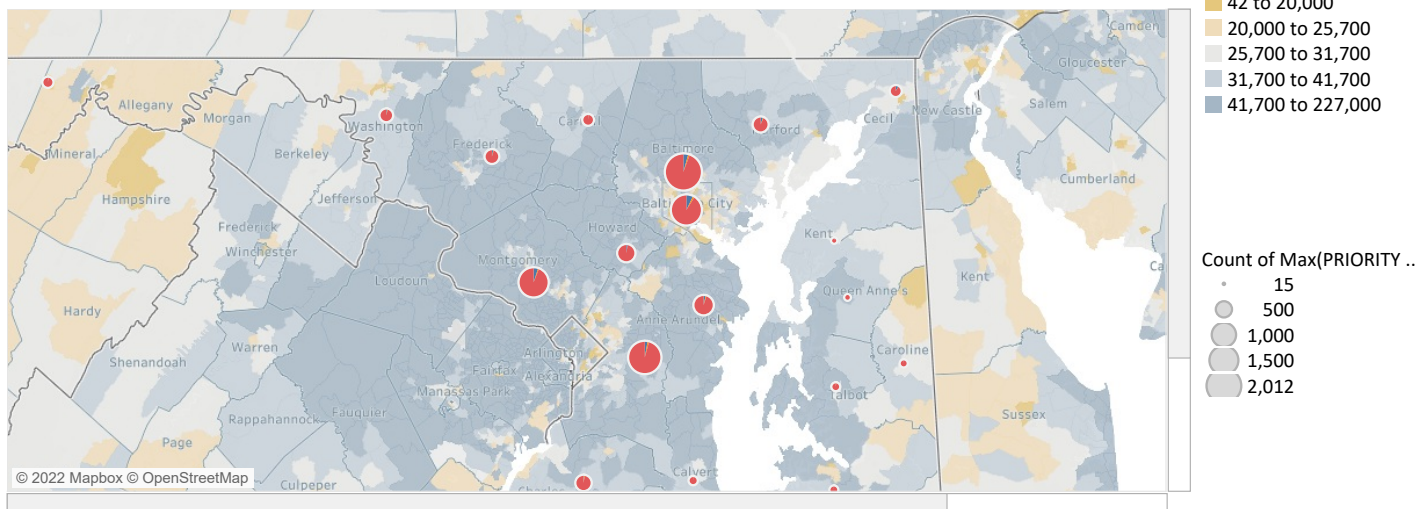 42 to 20,000
20,000 to 25,700
25,700 to 31,700
31,700 to 41,700
41,700 to 227,000
Camden
Gloucester
Allegany
Morgan
Washington
Frederick
Harford
Cecil
New Castle
Salem
Mineral
Berkeley
Baltimore
Cumberland
Hampshire
Jefferson
Baltimore City
Frederick
Winchester
Howard
Kent
Montgomery
Loudoun
Kent
Queen Anne's
Hardy
Anne Arundel
Shenandoah
Warren
Arlington
Caroline
Fairfax
Alexandria
Manassas Park
Talbot
Rappahannock
Fauquier
Sussex
Page
Calvert
Culpeper
© 2022 Mapbox © OpenStreetMap
Count of Max(PRIORITY ..
15
500
1,000
1,500
2,012